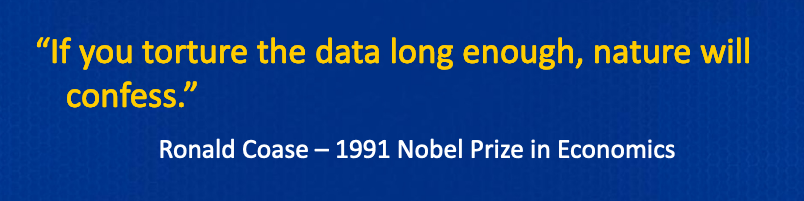 “If you torture the data long enough, nature will
confess.”
Ronald Coase – 1991 Nobel Prize in Economics